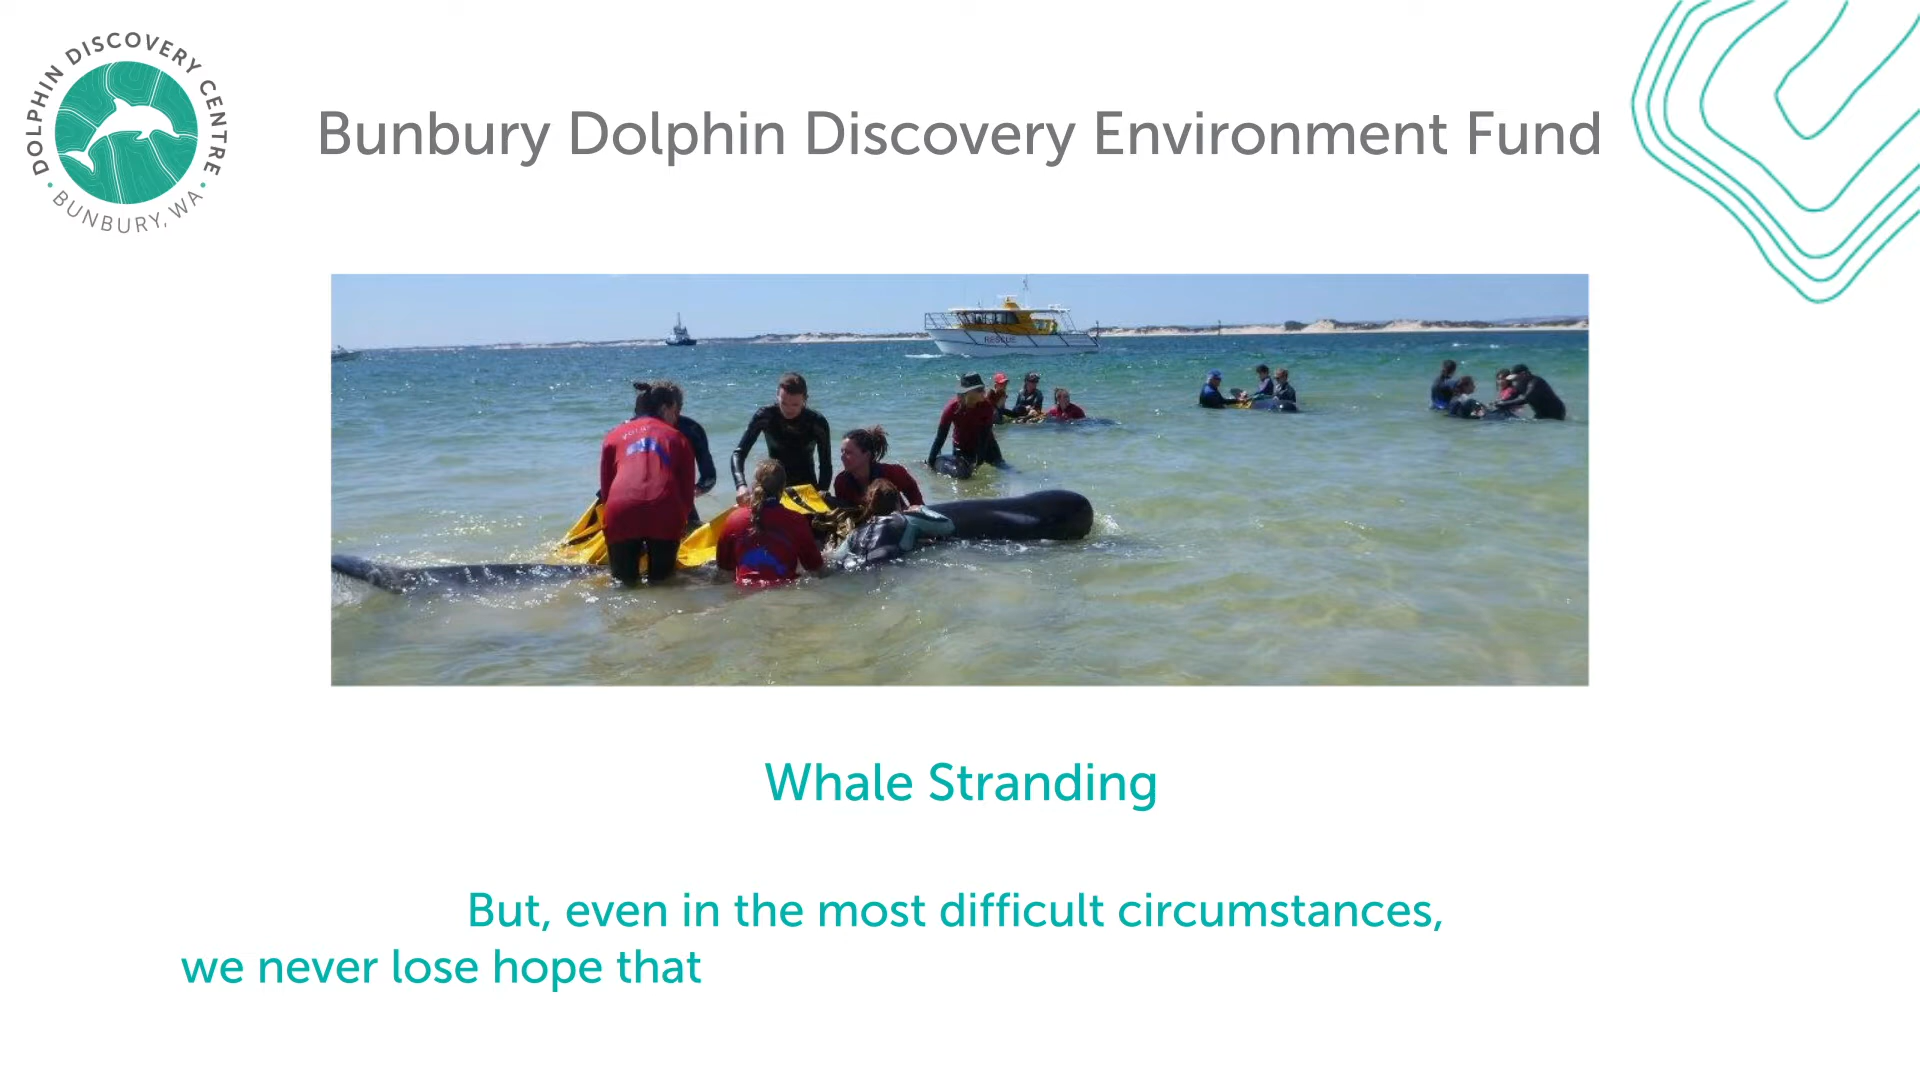 DOLPHIN DISCOVERY CENTRE
• BUNBURY, WA •
Bunbury Dolphin Discovery Environment Fund
RESCUE
Whale Stranding
But, even in the most difficult circumstances,
we never lose hope that